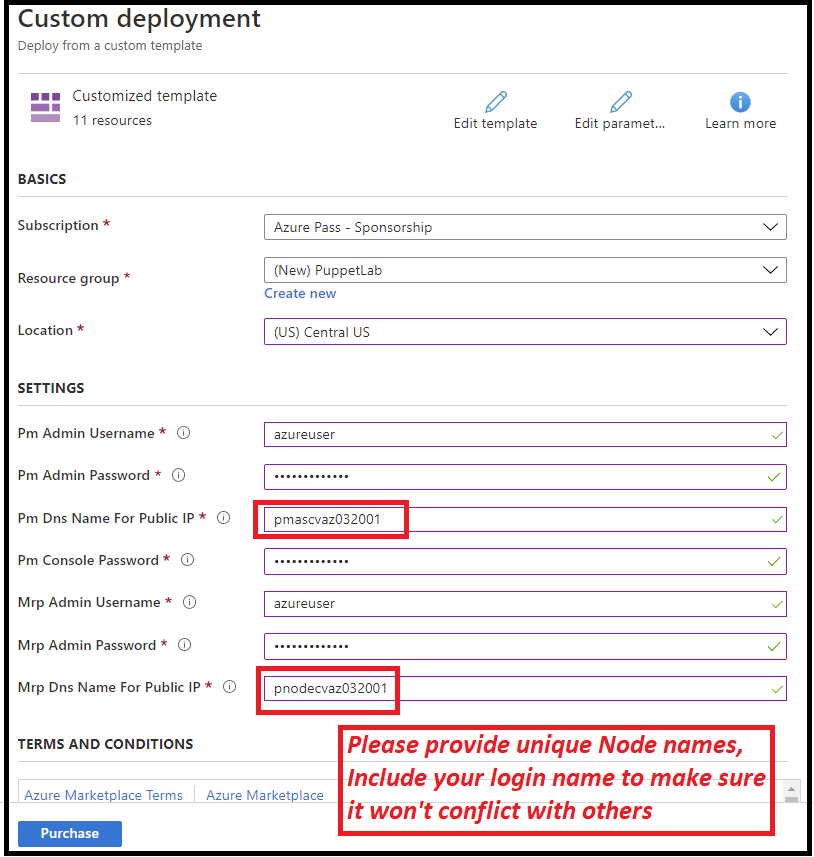 Custom deployment
Deploy from a custom template
Customized template
11 resources
Edit template
Edit paramet...
Learn more
BASICS
Subscription *
Azure Pass - Sponsorship
Resource group *
(New) PuppetLab
Create new
Location *
(US) Central US
SETTINGS
Pm Admin Username *
azureuser
Pm Admin Password *
•••••••••••••
Pm Dns Name For Public IP *
pmascvaz032001
Pm Console Password *
•••••••••••••
Mrp Admin Username *
azureuser
Mrp Admin Password *
•••••••••••••
Mrp Dns Name For Public IP *
pnodecvaz032001
TERMS AND CONDITIONS
Please provide unique Node names,
Include your login name to make sure
it won't conflict with others
Azure Marketplace Terms
Azure Marketplace
Purchase